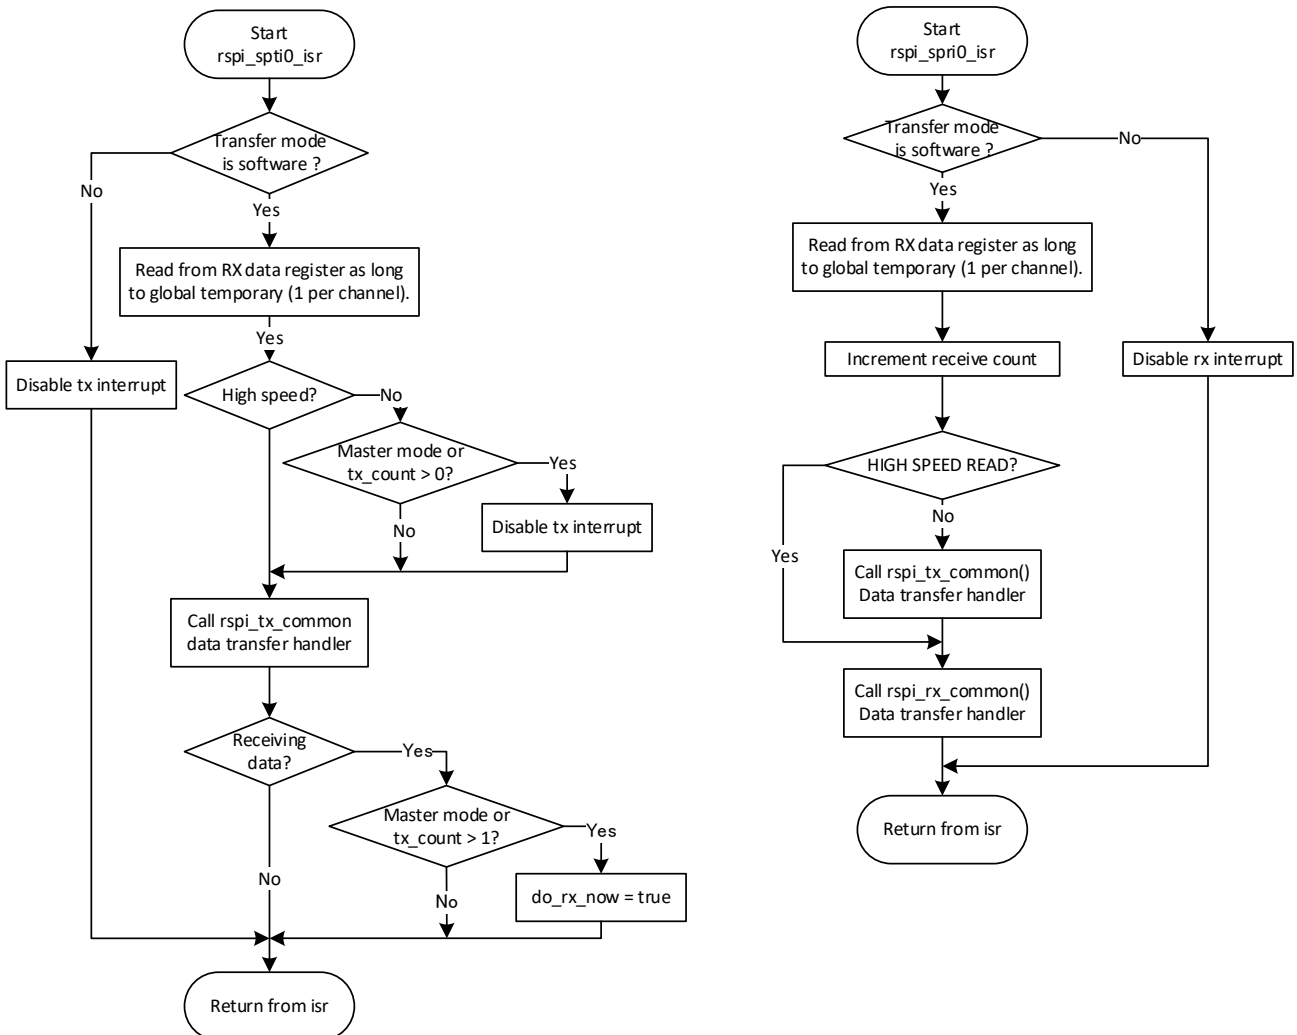 Start
rspi_spti0_isr
Transfer mode
is software ?
No
Yes
Read from RX data register as long
to global temporary (1 per channel).
Yes
Disable tx interrupt
High speed?
No
Master mode or
tx_count > 0?
Yes
No
Disable tx interrupt
Call rspi_tx_common
data transfer handler
Receiving
data?
Yes
Master mode or
tx_count > 1?
Yes
No
No
do_rx_now = true
Return from isr
Start
rspi_spri0_isr
Transfer mode
is software ?
No
Yes
Read from RX data register as long
to global temporary (1 per channel).
Increment receive count
Disable rx interrupt
HIGH SPEED READ?
No
Yes
Call rspi_tx_common()
Data transfer handler
Call rspi_rx_common()
Data transfer handler
Return from isr